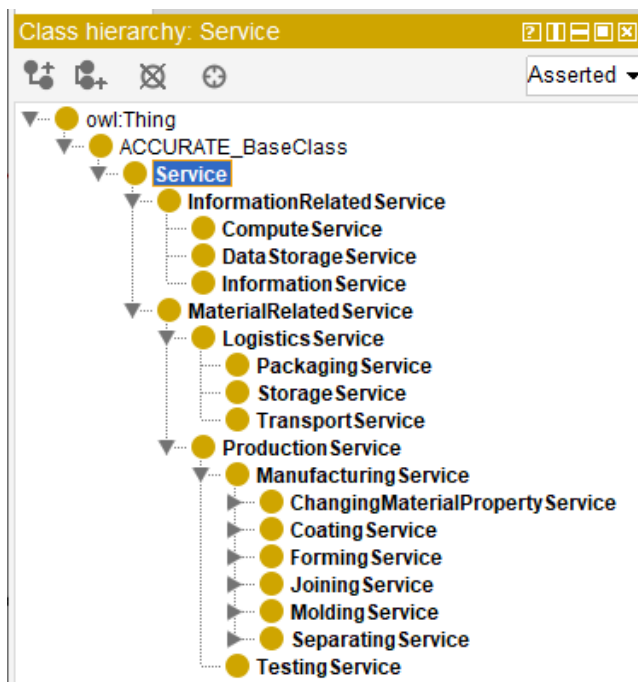 Class hierarchy: Service
Asserted
owl:Thing
ACCURATE_BaseClass
Service
InformationRelatedService
ComputeService
DataStorageService
InformationService
MaterialRelatedService
LogisticsService
PackagingService
StorageService
TransportService
ProductionService
ManufacturingService
ChangingMaterialPropertyService
CoatingService
FormingService
JoiningService
MoldingService
SeparatingService
TestingService